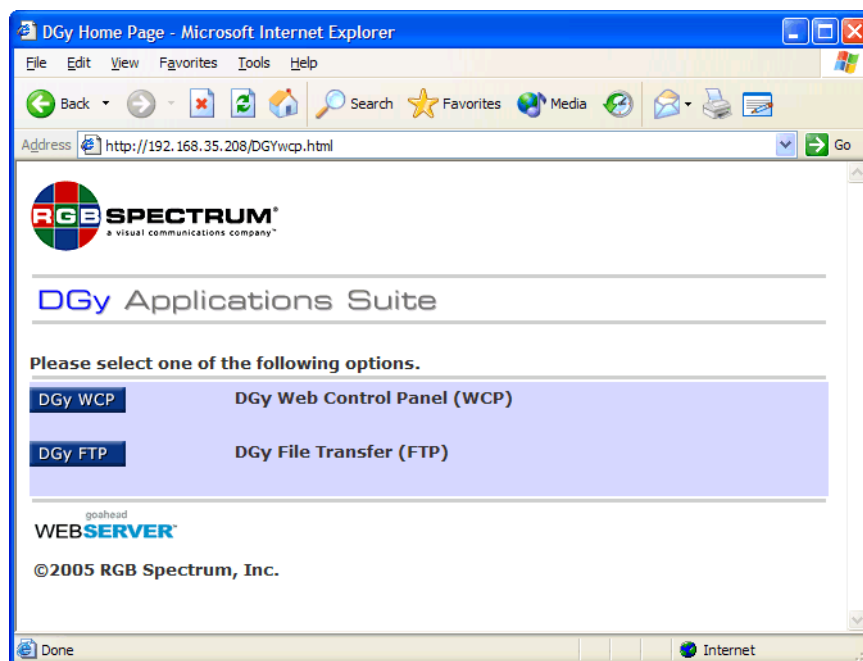 DGy Home Page - Microsoft Internet Explorer
File Edit View Favorites Tools Help
Back Search Favorites Media
Address http://192.168.35.208/DGYwcp.html Go
RGB SPECTRUM®
a visual communications company™
DGy Applications Suite
Please select one of the following options.
DGy WCP DGy Web Control Panel (WCP)
DGy FTP DGy File Transfer (FTP)
goahead
WEBSERVER™
©2005 RGB Spectrum, Inc.
Done Internet